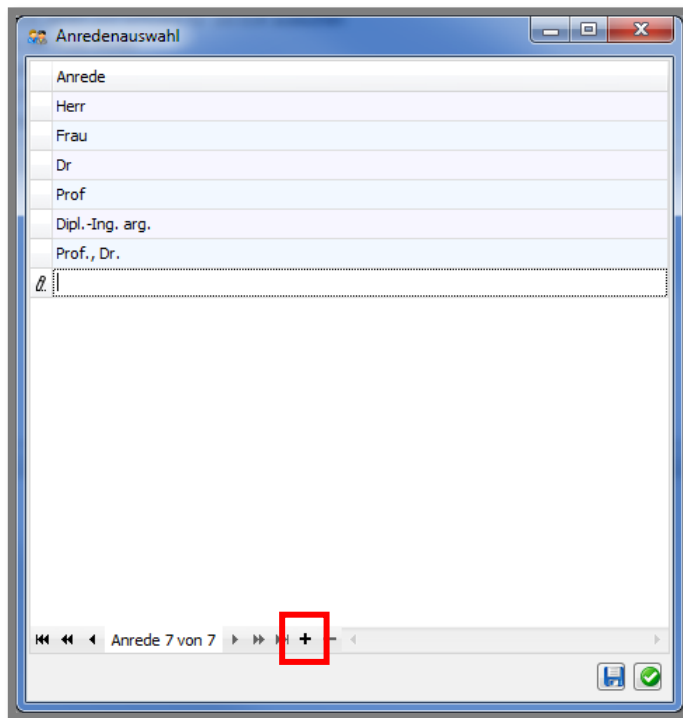 Anredenauswahl
Anrede
Herr
Frau
Dr
Prof
Dipl.-Ing. arg.
Prof., Dr.
Anrede 7 von 7